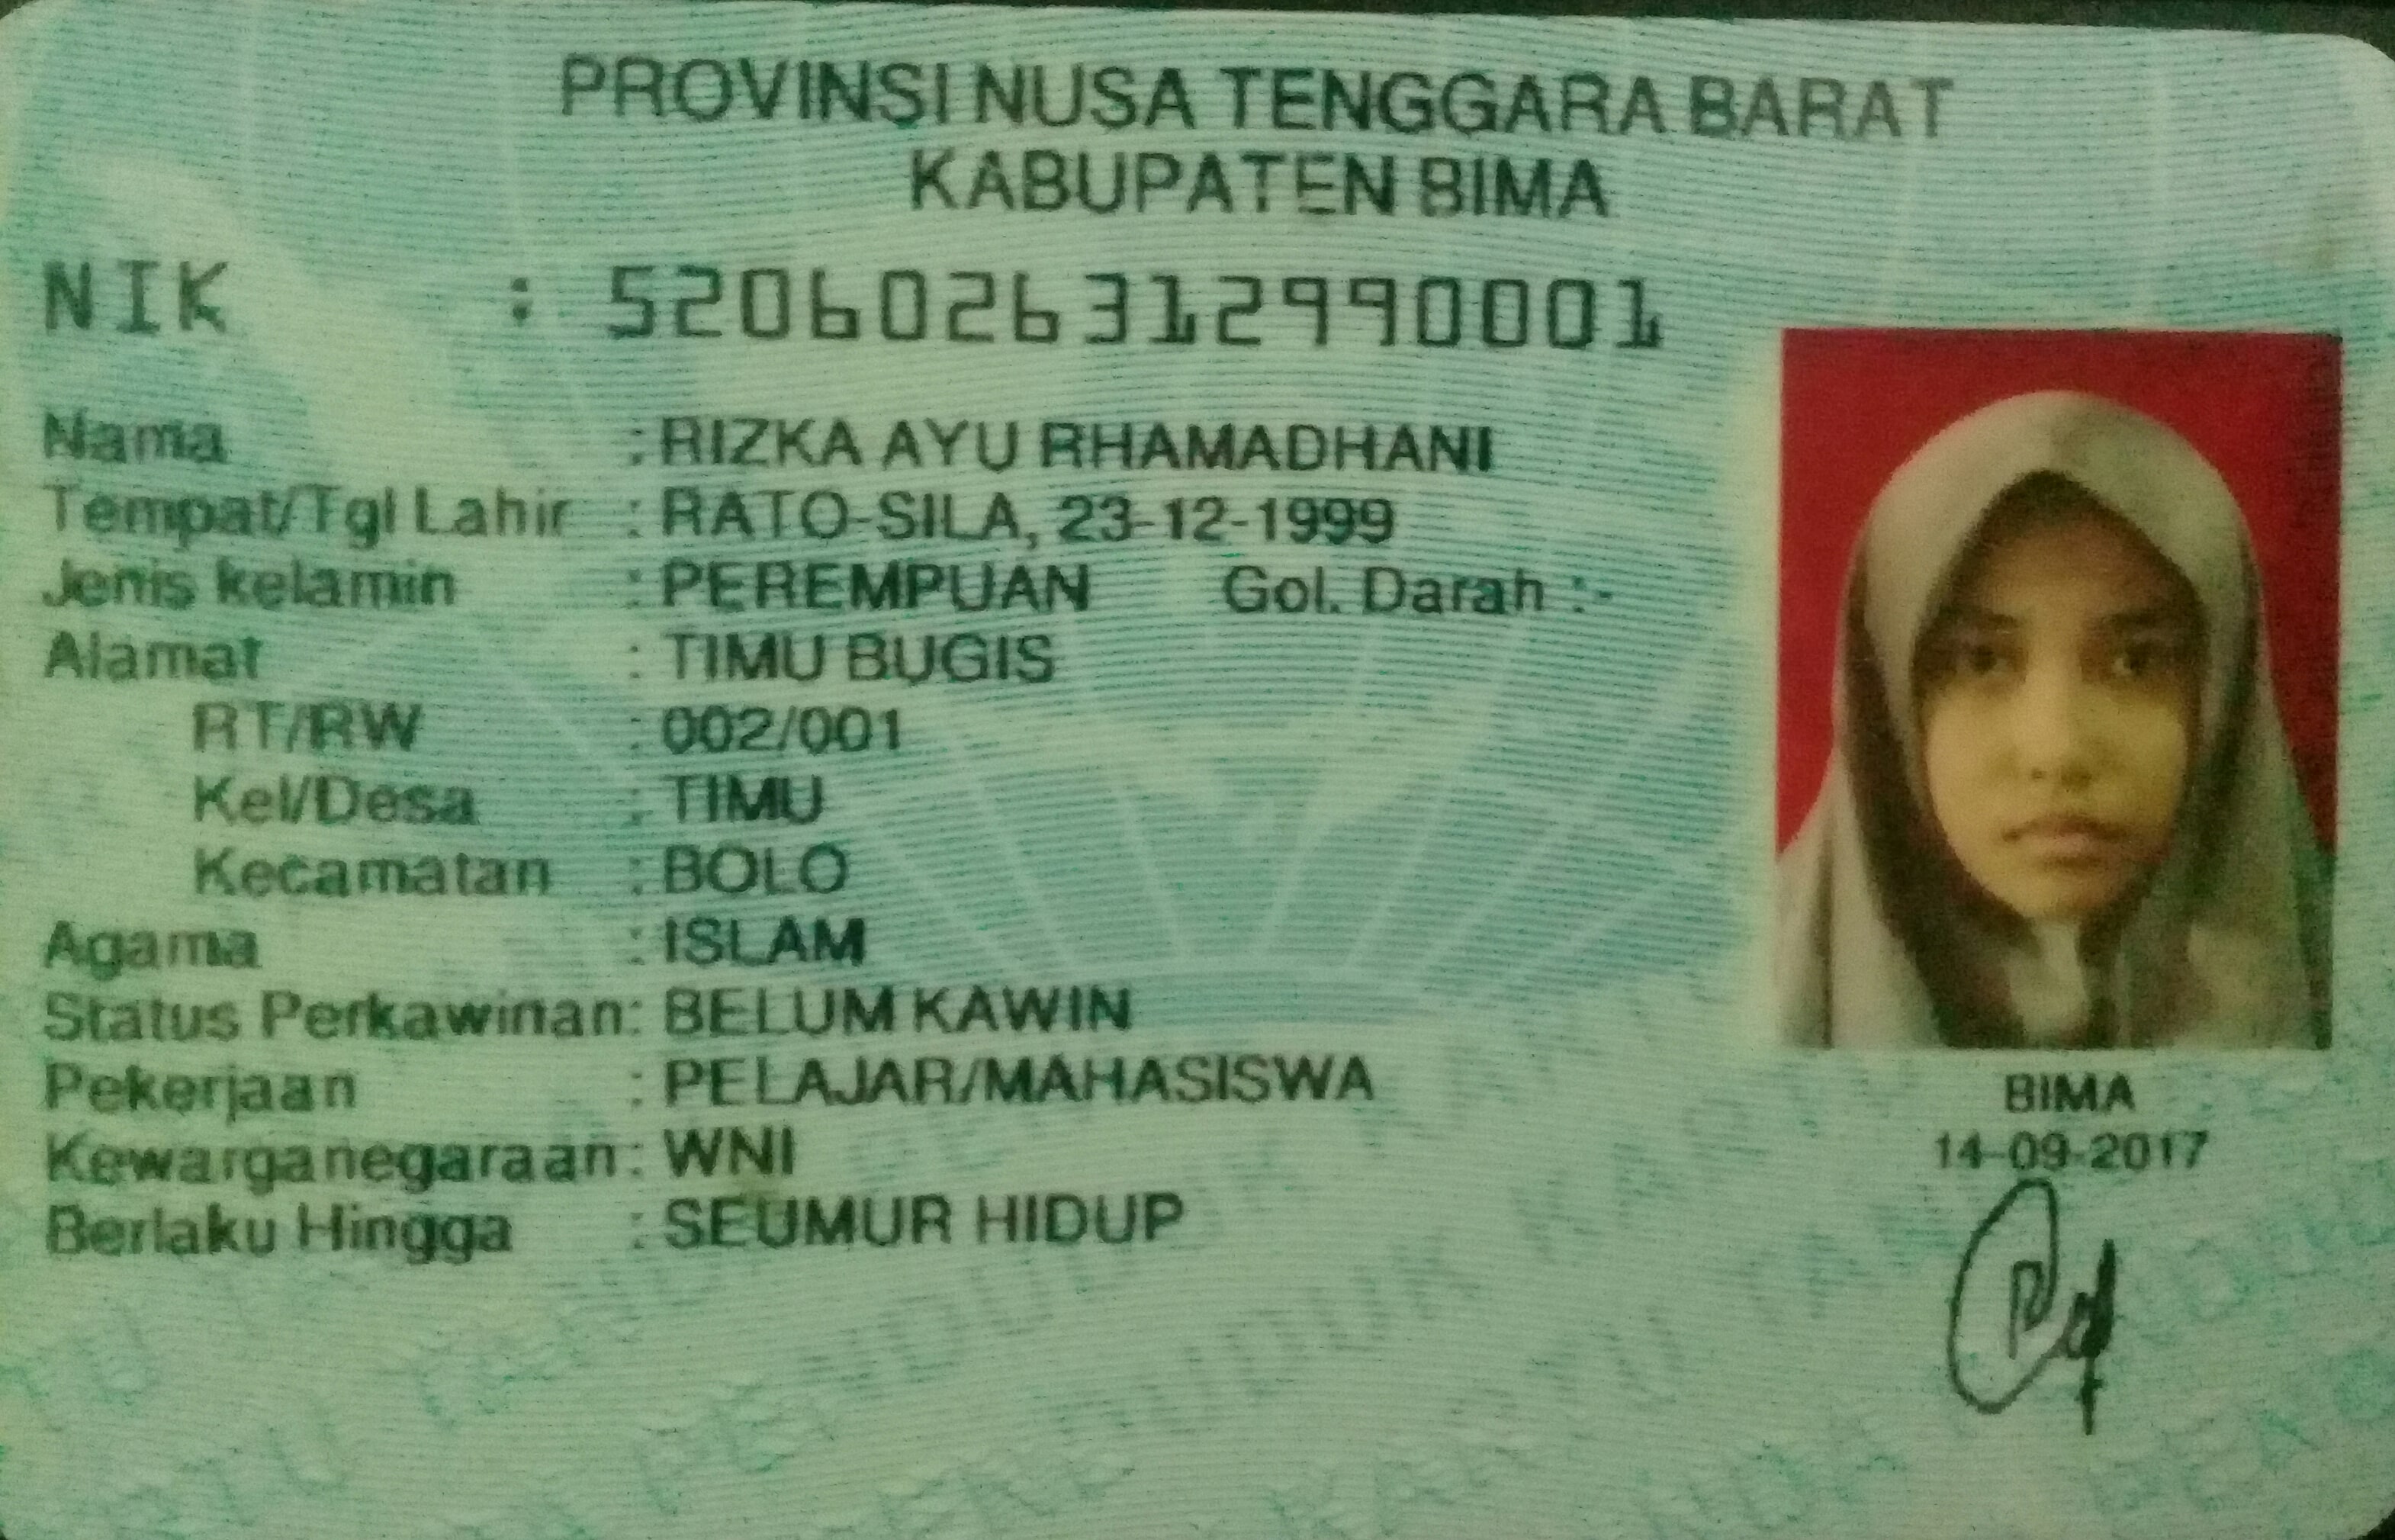 PROVINSI NUSA TENGGARA BARAT
KABUPATEN BIMA
NIK : 5206026312990001
Nama : RIZKA AYU RHAMADHANI
Tempat/Tgl Lahir : RATO-SILA, 23-12-1999
Jenis kelamin : PEREMPUAN Gol. Darah :-
Alamat : TIMU BUGIS
RT/RW : 002/001
Kel/Desa : TIMU
Kecamatan : BOLO
Agama : ISLAM
Status Perkawinan: BELUM KAWIN
Pekerjaan : PELAJAR/MAHASISWA
Kewarganegaraan: WNI
Berlaku Hingga : SEUMUR HIDUP
BIMA
14-09-2017